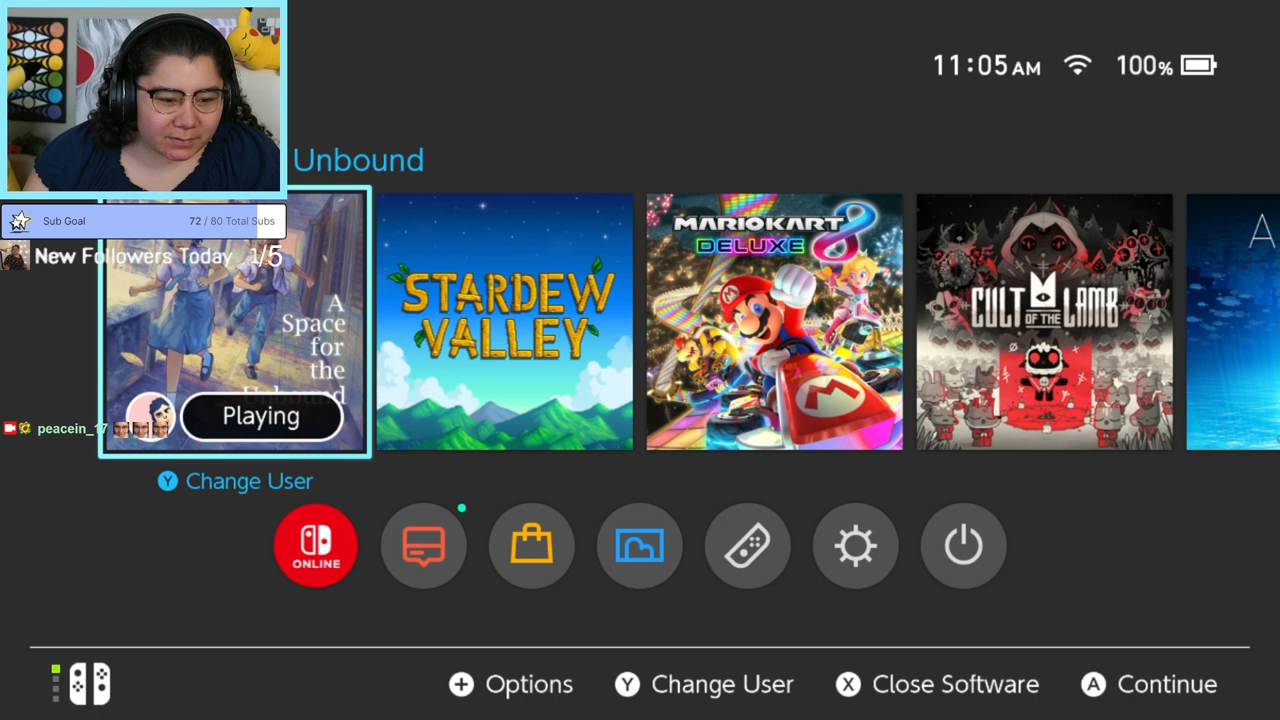 11:05 AM 100%
Unbound
Sub Goal 72 / 80 Total Subs
New Followers Today 1/5
A
Space
for
the
Unbound
Playing
STARDEW
VALLEY
MARIOKART 8
DELUXE
CULT
OF THE
LAMB
A
peacein_17
Y Change User
ONLINE
+ Options Y Change User X Close Software A Continue